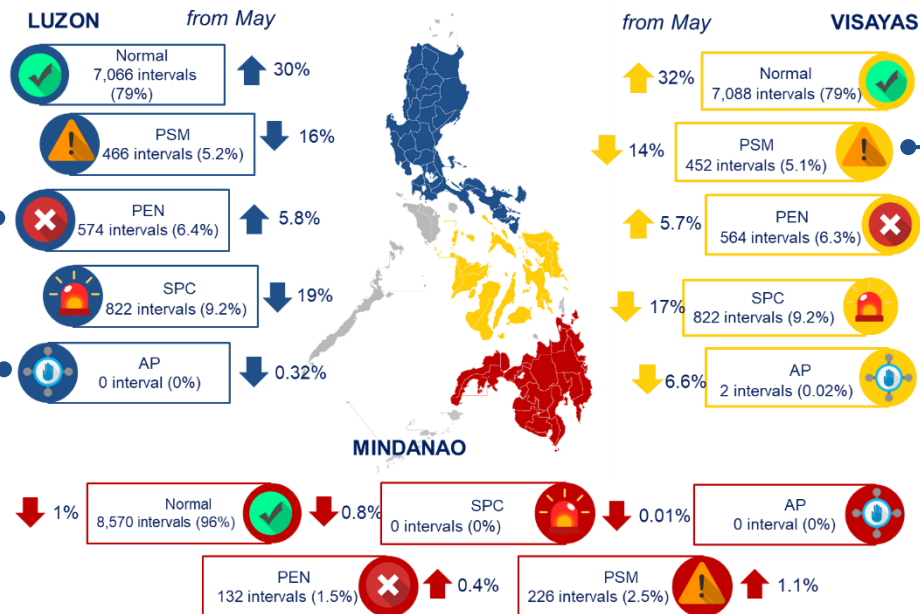 LUZON
from May
Normal
7,066 intervals
(79%)
30%
PSM
466 intervals (5.2%)
16%
PEN
574 intervals (6.4%)
5.8%
SPC
822 intervals (9.2%)
19%
AP
0 interval (0%)
0.32%
from May
VISAYAS
32%
Normal
7,088 intervals (79%)
14%
PSM
452 intervals (5.1%)
5.7%
PEN
564 intervals (6.3%)
17%
SPC
822 intervals (9.2%)
6.6%
AP
2 intervals (0.02%)
MINDANAO
1%
Normal
8,570 intervals (96%)
0.8%
SPC
0 intervals (0%)
0.01%
AP
0 interval (0%)
PEN
132 intervals (1.5%)
0.4%
PSM
226 intervals (2.5%)
1.1%